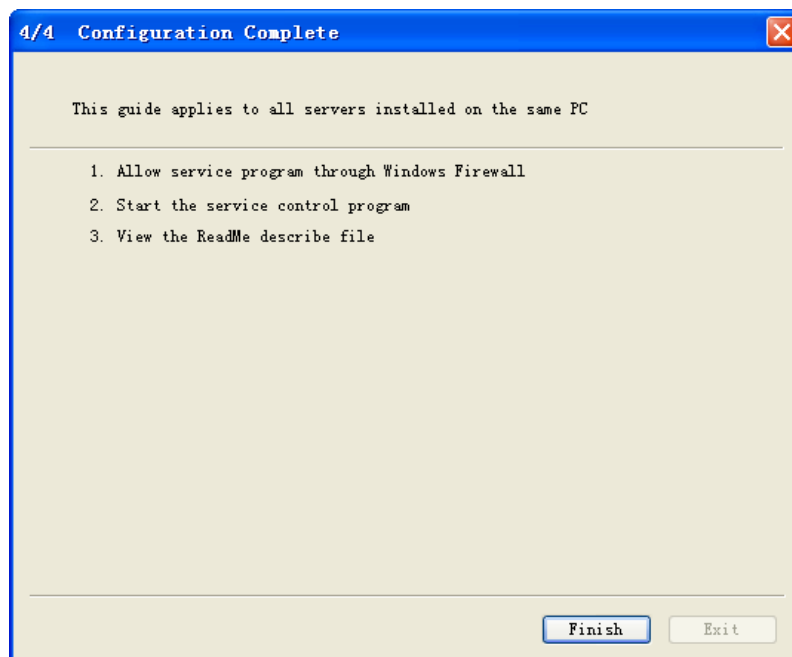 4/4 Configuration Complete
This guide applies to all servers installed on the same PC
1. Allow service program through Windows Firewall
2. Start the service control program
3. View the ReadMe describe file
Finish Exit